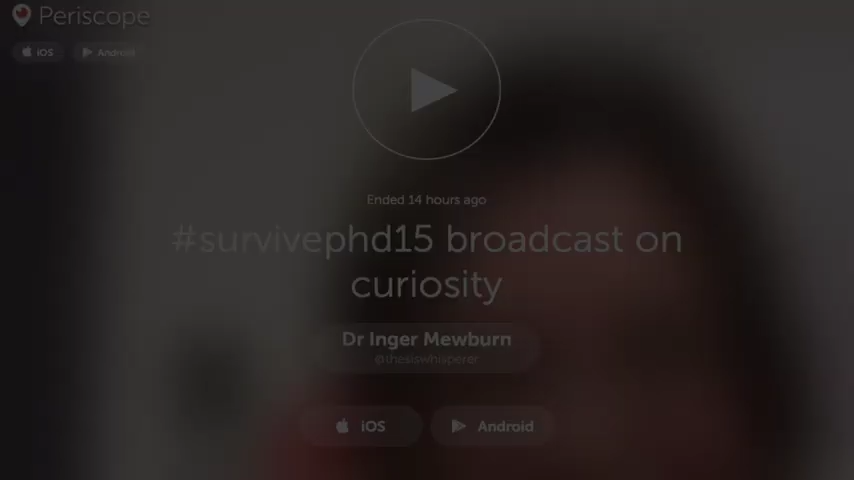 Periscope
iOS
Android
Ended 14 hours ago
#survivephd15 broadcast on
curiosity
Dr Inger Mewburn
@thesiswhisperer
iOS
Android